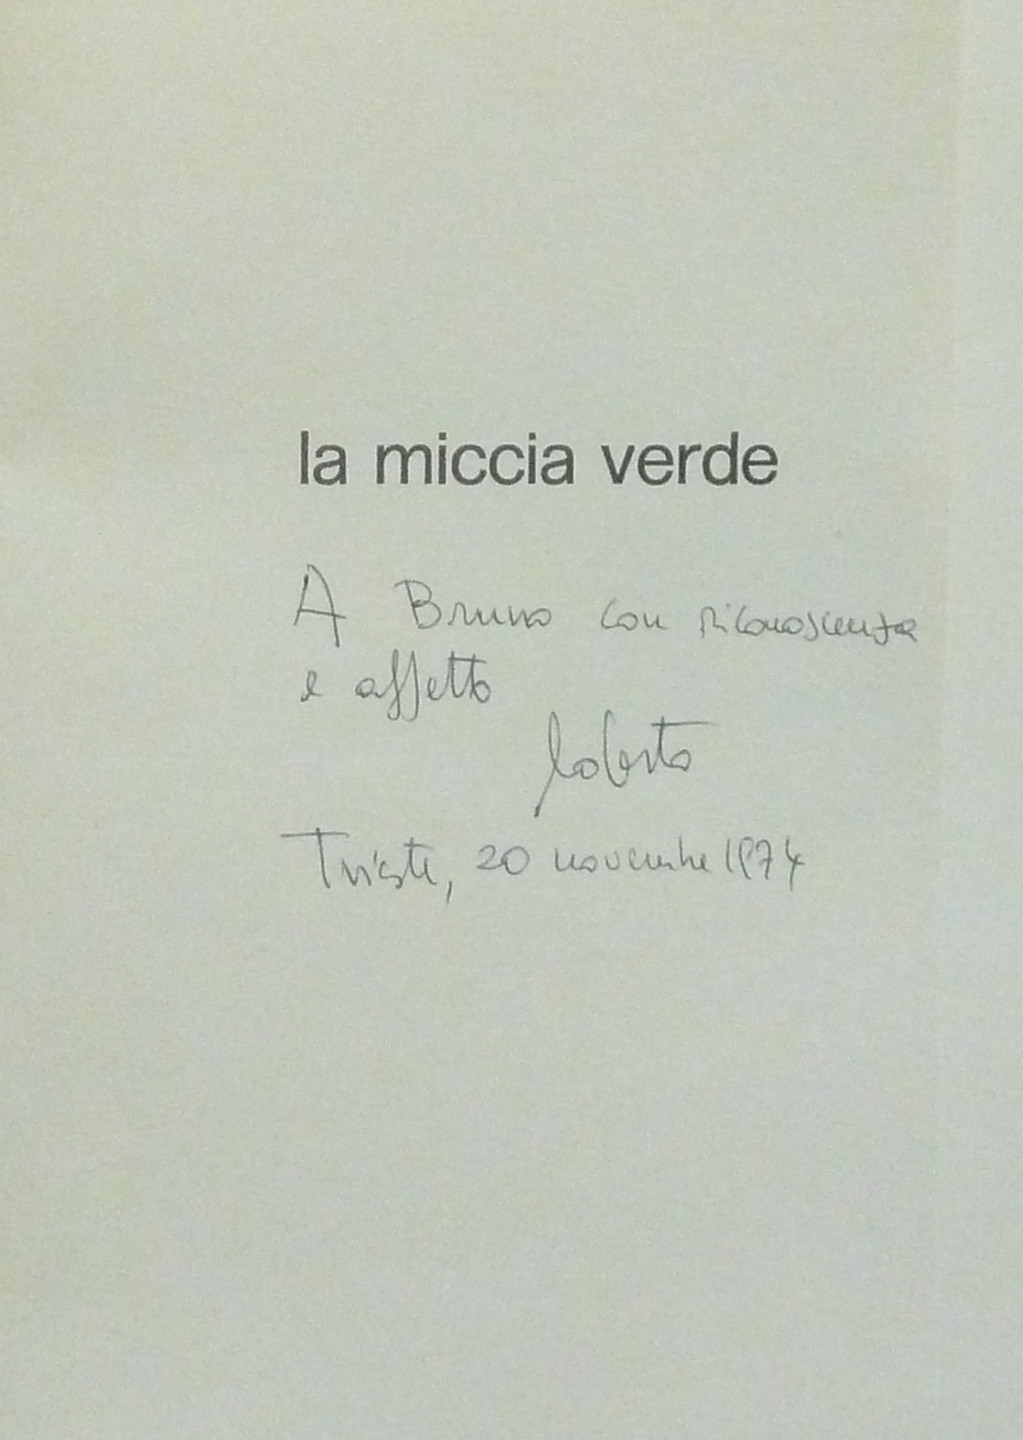 la miccia verde
A Bruno con riconoscenza
e affetto
Roberto
Trieste, 20 novembre 1974